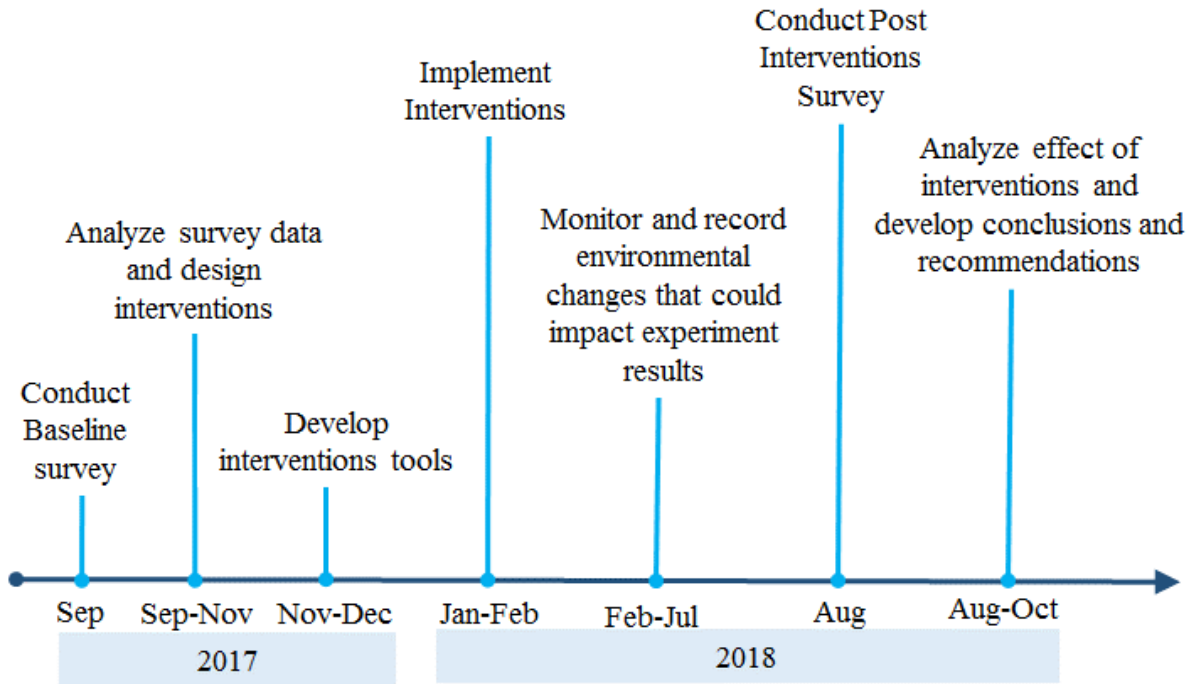 Conduct
Baseline
survey
Analyze survey data
and design
interventions
Develop
interventions tools
Implement
Interventions
Monitor and record
environmental
changes that could
impact experiment
results
Conduct Post
Interventions
Survey
Analyze effect of
interventions and
develop conclusions and
recommendations
Sep
Sep-Nov
Nov-Dec
Jan-Feb
Feb-Jul
Aug
Aug-Oct
2017
2018